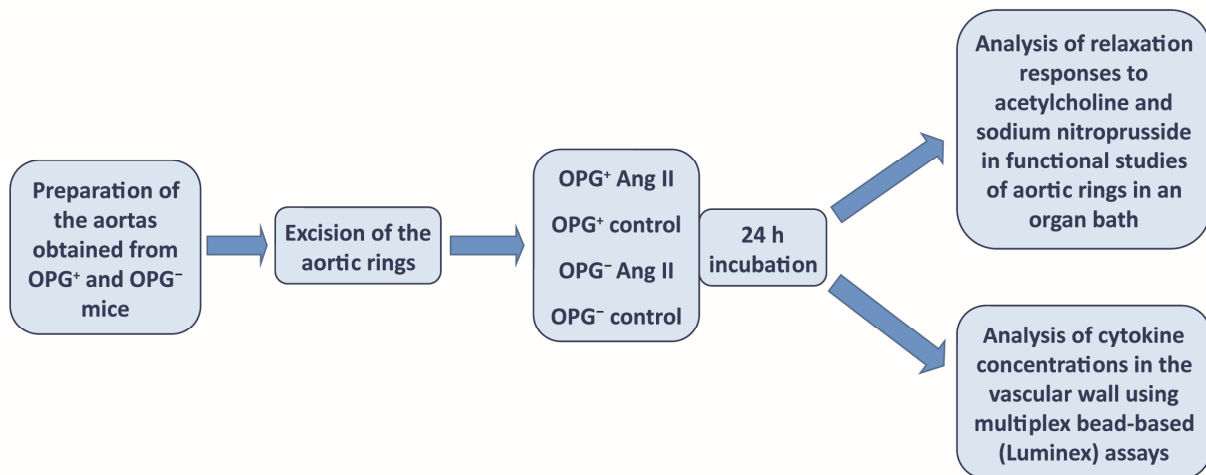 Preparation of
the aortas
obtained from
OPG⁺ and OPG⁻
mice
Excision of the
aortic rings
OPG⁺ Ang II
OPG⁺ control
OPG⁻ Ang II
OPG⁻ control
24 h
incubation
Analysis of relaxation
responses to
acetylcholine and
sodium nitroprusside
in functional studies
of aortic rings in an
organ bath
Analysis of cytokine
concentrations in the
vascular wall using
multiplex bead-based
(Luminex) assays